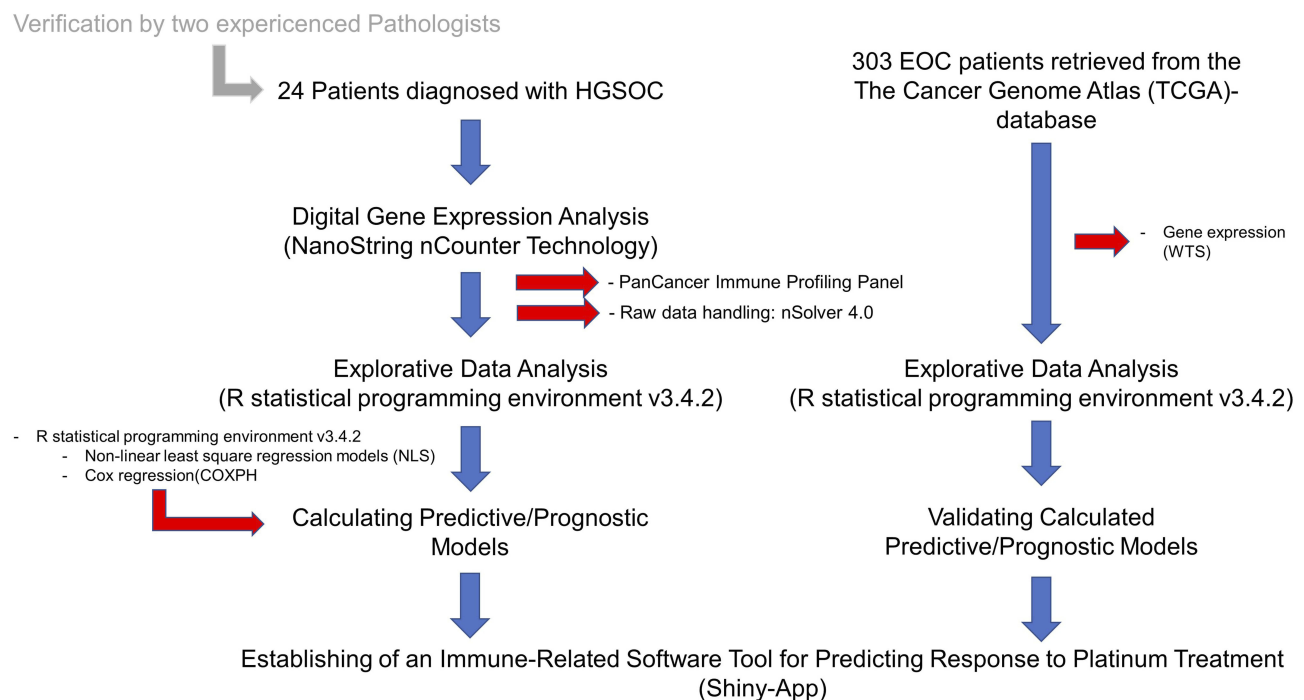 Verification by two expericenced Pathologists
24 Patients diagnosed with HGSOC
Digital Gene Expression Analysis
(NanoString nCounter Technology)
- PanCancer Immune Profiling Panel
- Raw data handling: nSolver 4.0
Explorative Data Analysis
(R statistical programming environment v3.4.2)
- R statistical programming environment v3.4.2
- Non-linear least square regression models (NLS)
- Cox regression(COXPH
Calculating Predictive/Prognostic
Models
303 EOC patients retrieved from the
The Cancer Genome Atlas (TCGA)-
database
- Gene expression
(WTS)
Explorative Data Analysis
(R statistical programming environment v3.4.2)
Validating Calculated
Predictive/Prognostic Models
Establishing of an Immune-Related Software Tool for Predicting Response to Platinum Treatment
(Shiny-App)